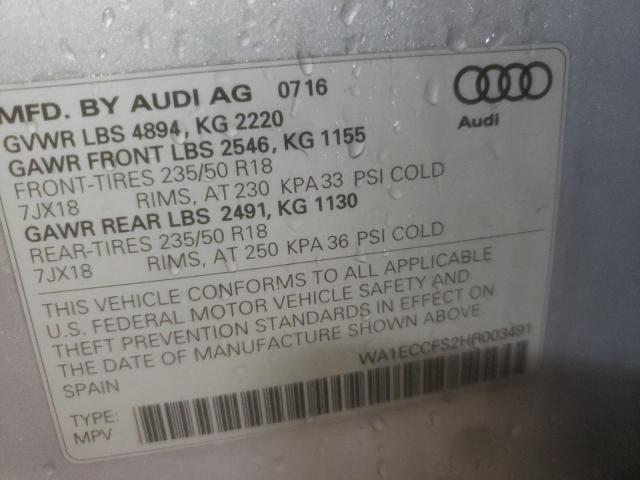 MFD. BY AUDI AG 0716
Audi
GVWR LBS 4894, KG 2220
GAWR FRONT LBS 2546, KG 1155
FRONT-TIRES 235/50 R18
7JX18 RIMS, AT 230 KPA 33 PSI COLD
GAWR REAR LBS 2491, KG 1130
REAR-TIRES 235/50 R18
7JX18 RIMS, AT 250 KPA 36 PSI COLD
THIS VEHICLE CONFORMS TO ALL APPLICABLE
U.S. FEDERAL MOTOR VEHICLE SAFETY AND
THEFT PREVENTION STANDARDS IN EFFECT ON
THE DATE OF MANUFACTURE SHOWN ABOVE.
SPAIN
WA1ECCFS2HR003491
TYPE:
MPV